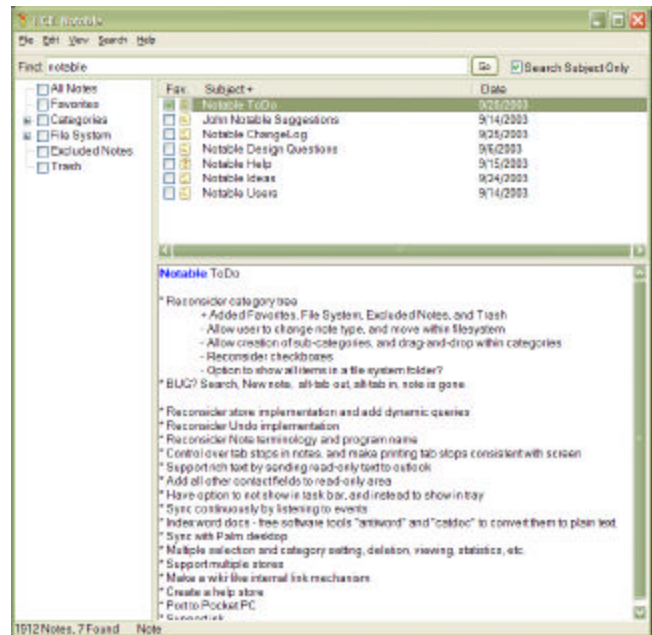 Notable
File Edit View Search Help
Find: notable Go Search Subject Only
All Notes
Favorites
Categories
File System
Excluded Notes
Trash
Fav. Subject + Date
Notable ToDo 9/28/2003
John Notable Suggestions 9/14/2003
Notable ChangeLog 9/25/2003
Notable Design Questions 9/6/2003
Notable Help 9/15/2003
Notable Ideas 9/24/2003
Notable Users 9/14/2003
Notable ToDo
* Reconsider category tree
+ Added Favorites, File System, Excluded Notes, and Trash
- Allow user to change note type, and move within filesystem
- Allow creation of sub-categories, and drag-and-drop within categories
- Reconsider checkboxes
- Option to show all items in a file system folder?
* BUG? Search, New note, alt-tab out, alt-tab in, note is gone
* Reconsider store implementation and add dynamic queries
* Reconsider Undo implementation
* Reconsider Note terminology and program name
* Control over tab stops in notes, and make printing tab stops consistent with screen
* Support rich text by sending read-only text to outlook
* Add all other contact fields to read-only area
* Have option to not show in task bar, and instead to show in tray
* Sync continuously by listening to events
* Index word docs - free software tools "antiword" and "catdoc" to convert them to plain text.
* Sync with Palm desktop
* Multiple selection and category setting, deletion, viewing, statistics, etc.
* Support multiple stores
* Make a wiki like internal link mechanism
* Create a help store
* Port to Pocket PC
* Support
1912 Notes, 7 Found Note